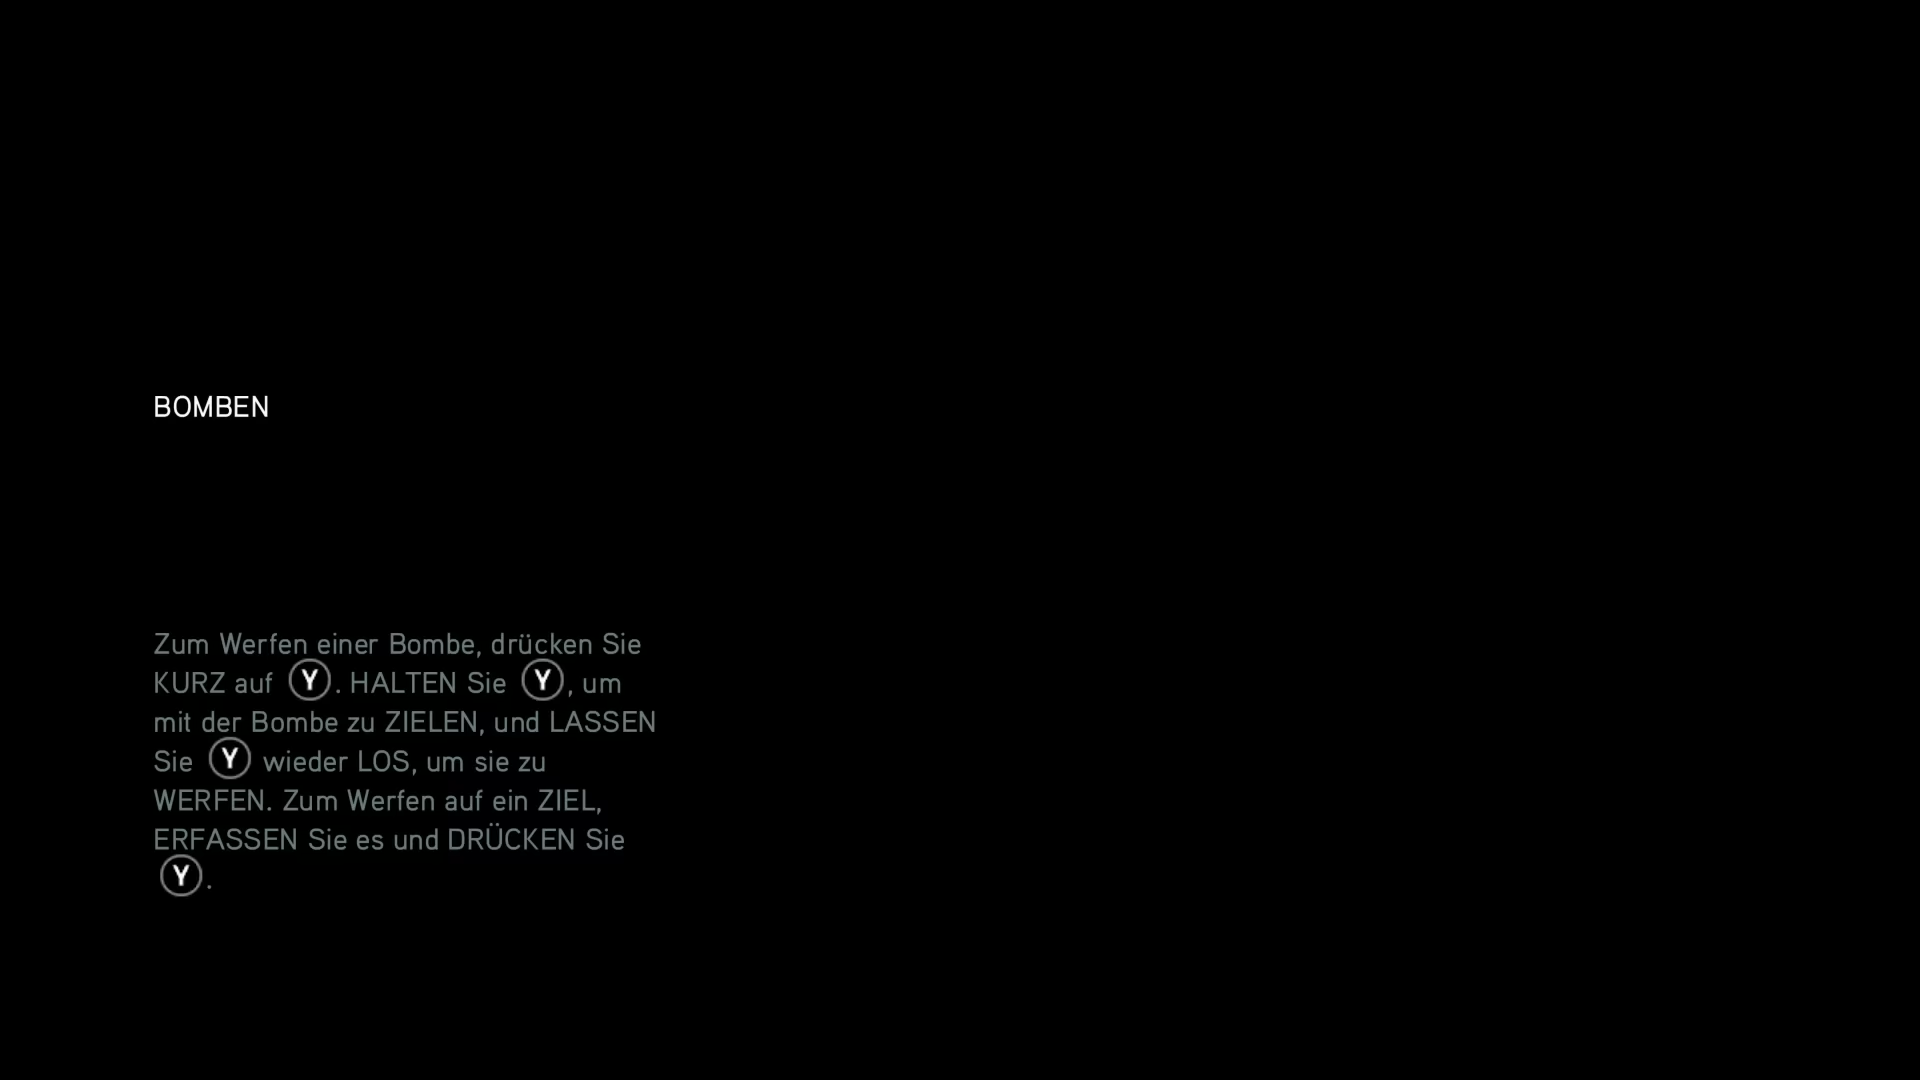 BOMBEN
Zum Werfen einer Bombe, drücken Sie
KURZ auf Y. HALTEN Sie Y, um
mit der Bombe zu ZIELEN, und LASSEN
Sie Y wieder LOS, um sie zu
WERFEN. Zum Werfen auf ein ZIEL,
ERFASSEN Sie es und DRÜCKEN Sie
Y.